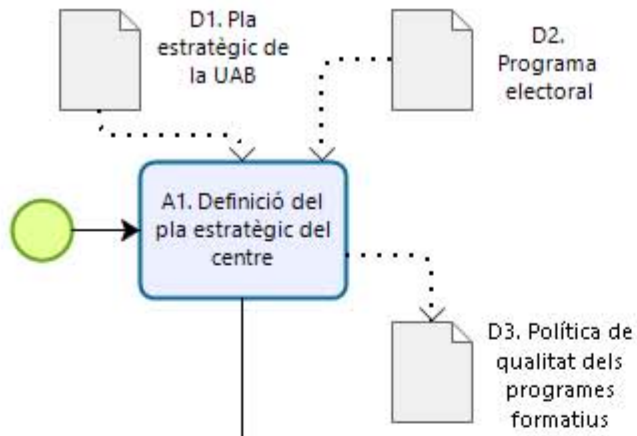 D1. Pla
estratègic de
la UAB
D2.
Programa
electoral
A1. Definició del
pla estratègic del
centre
D3. Política de
qualitat dels
programes
formatius